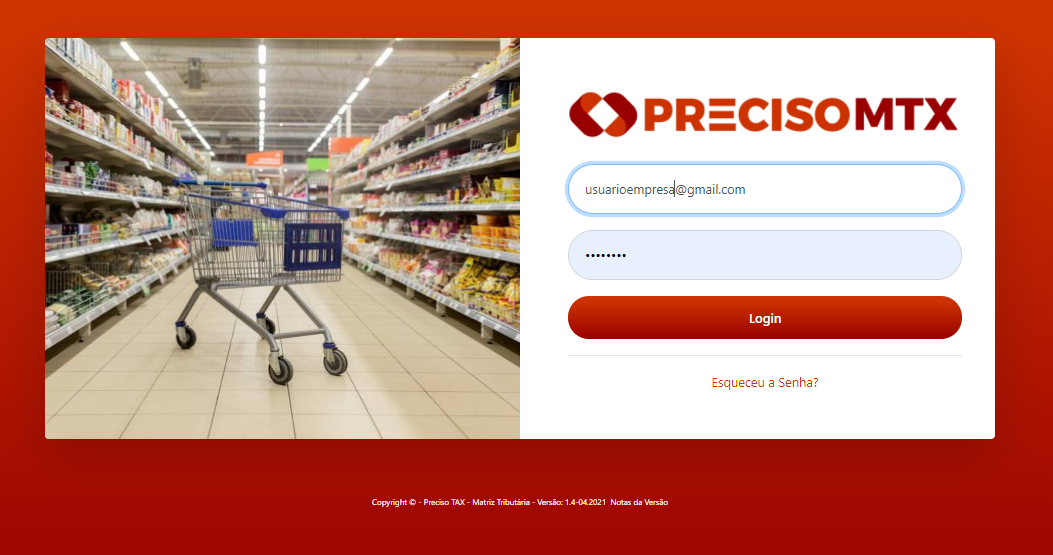 PRECISOMTX
usuarioempresa@gmail.com
••••••••
Login
Esqueceu a Senha?
Copyright © - Preciso TAX - Matriz Tributária - Versão: 1.4-04.2021 Notas da Versão